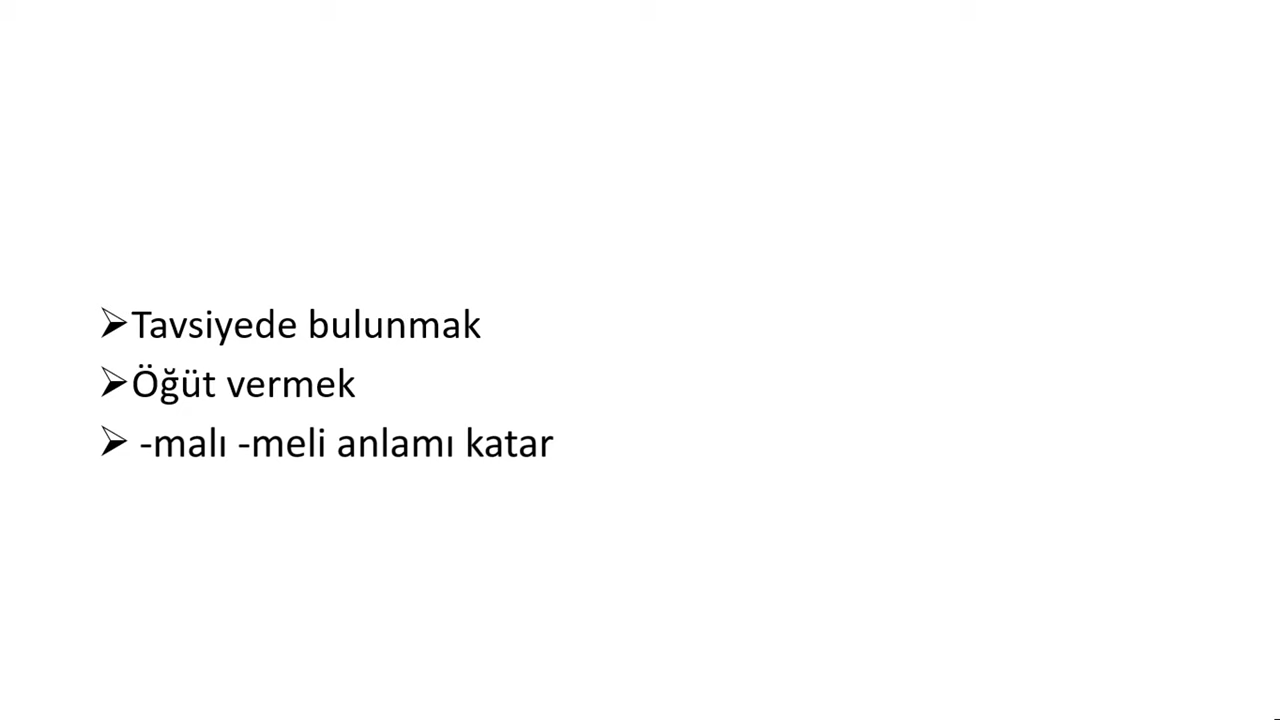 ➢Tavsiyede bulunmak
➢Öğüt vermek
➢ -malı -meli anlamı katar